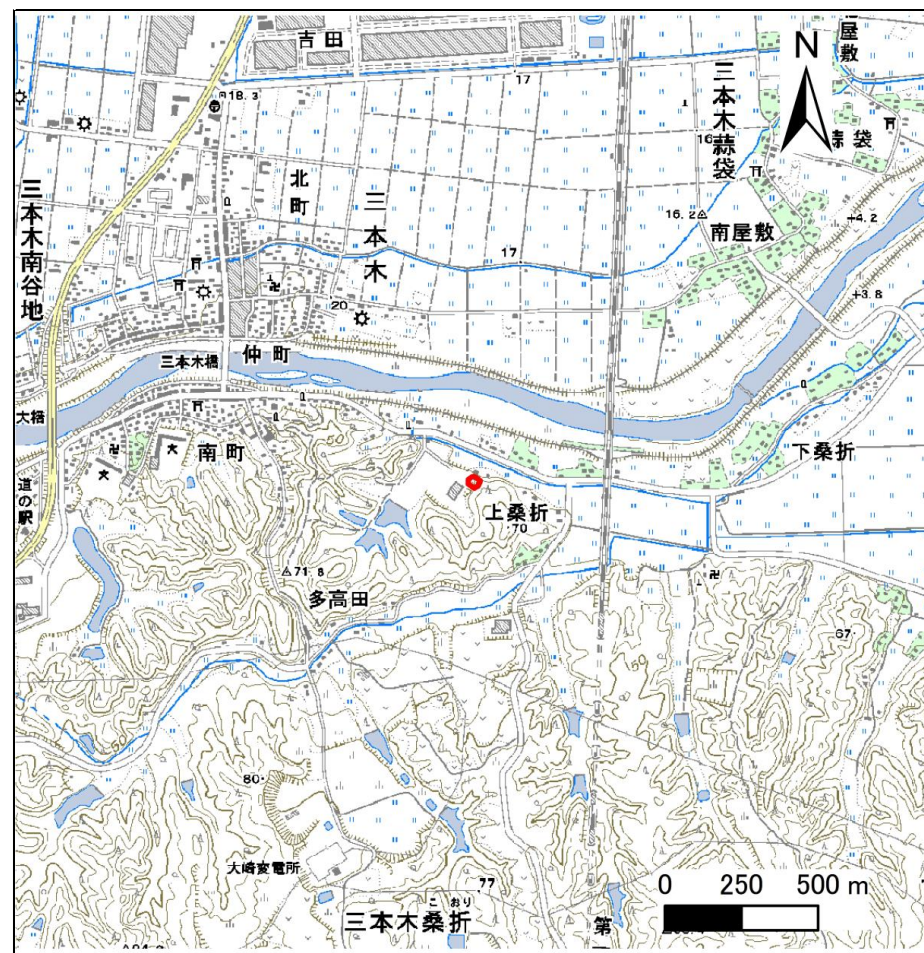 吉田
屋敷
N
17
18.3
三本木蒜袋
16.2
蒜袋
北町
三本木
三本木南谷地
+4.2
南屋敷
17
+3.8
20
三本木橋
仲町
大橋
南町
下桑折
道の駅
上桑折
・70
71.8
多高田
67・
80・
大崎変電所
0 250 500 m
・77
こおり
三本木桑折
第